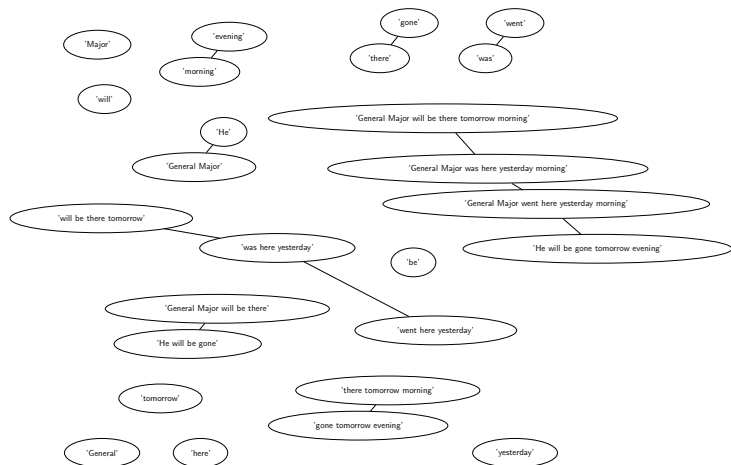 'gone'
'went'
'evening'
'Major'
'there'
'was'
'morning'
'will'
'General Major will be there tomorrow morning'
'He'
'General Major'
'General Major was here yesterday morning'
'General Major went here yesterday morning'
'will be there tomorrow'
'was here yesterday'
'He will be gone tomorrow evening'
'be'
'General Major will be there'
'went here yesterday'
'He will be gone'
'there tomorrow morning'
'tomorrow'
'gone tomorrow evening'
'General'
'here'
'yesterday'